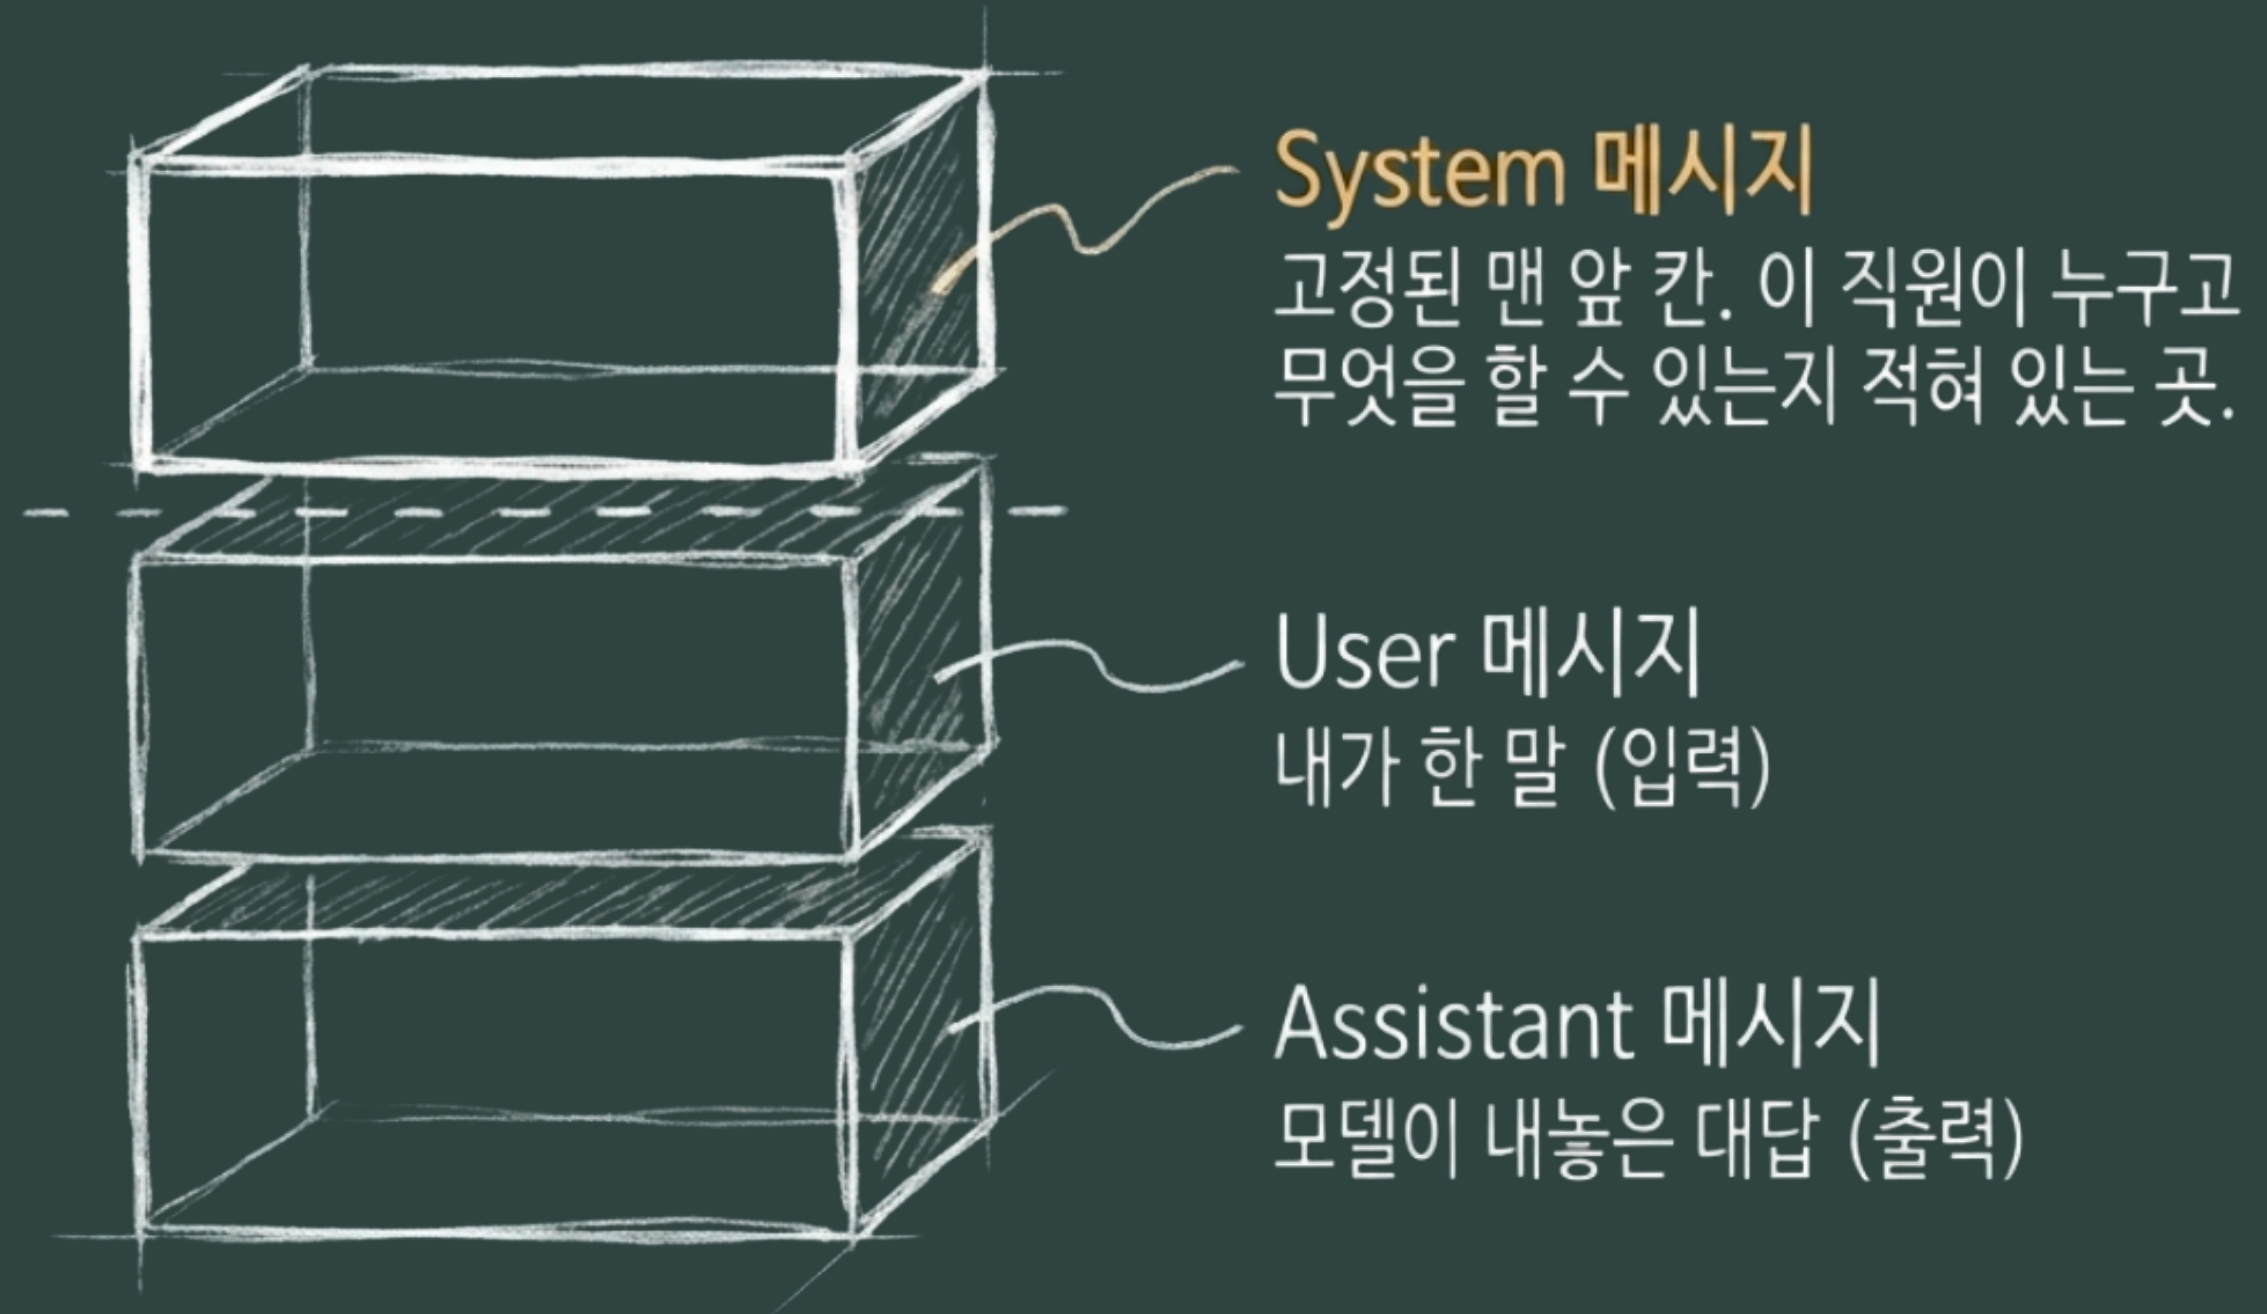 System 메시지
고정된 맨 앞 칸. 이 직원이 누구고
무엇을 할 수 있는지 적혀 있는 곳.
User 메시지
내가 한 말 (입력)
Assistant 메시지
모델이 내놓은 대답 (출력)